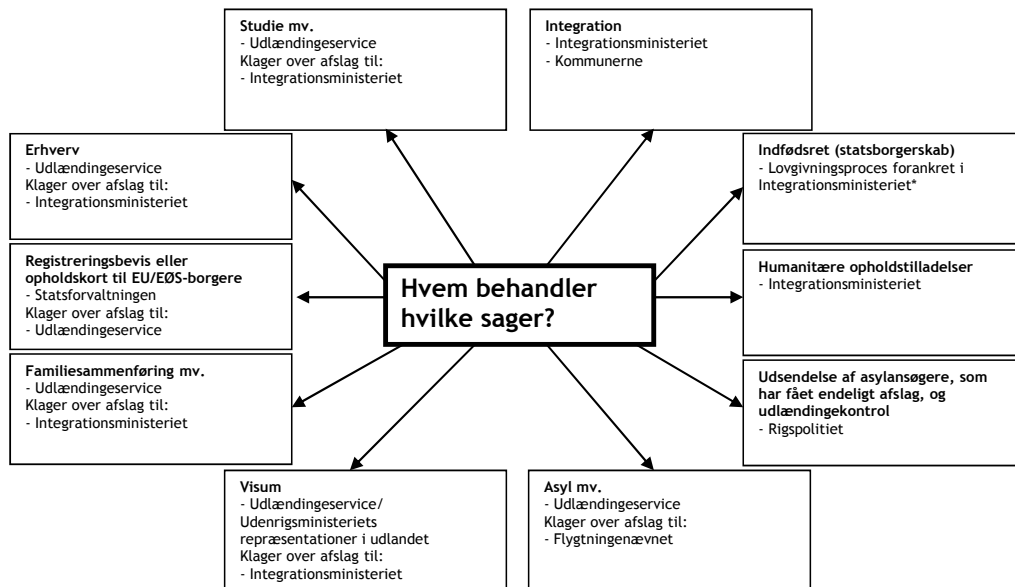 Studie mv.
- Udlændingeservice
Klager over afslag til:
- Integrationsministeriet
Integration
- Integrationsministeriet
- Kommunerne
Erhverv
- Udlændingeservice
Klager over afslag til:
- Integrationsministeriet
Indfødsret (statsborgerskab)
- Lovgivningsproces forankret i
Integrationsministeriet*
Registreringsbevis eller
opholdskort til EU/EØS-borgere
- Statsforvaltningen
Klager over afslag til:
- Udlændingeservice
Hvem behandler
hvilke sager?
Humanitære opholdstilladelser
- Integrationsministeriet
Familiesammenføring mv.
- Udlændingeservice
Klager over afslag til:
- Integrationsministeriet
Udsendelse af asylansøgere, som
har fået endeligt afslag, og
udlændingekontrol
- Rigspolitiet
Visum
- Udlændingeservice/
Udenrigsministeriets
repræsentationer i udlandet
Klager over afslag til:
- Integrationsministeriet
Asyl mv.
- Udlændingeservice
Klager over afslag til:
- Flygtningenævnet